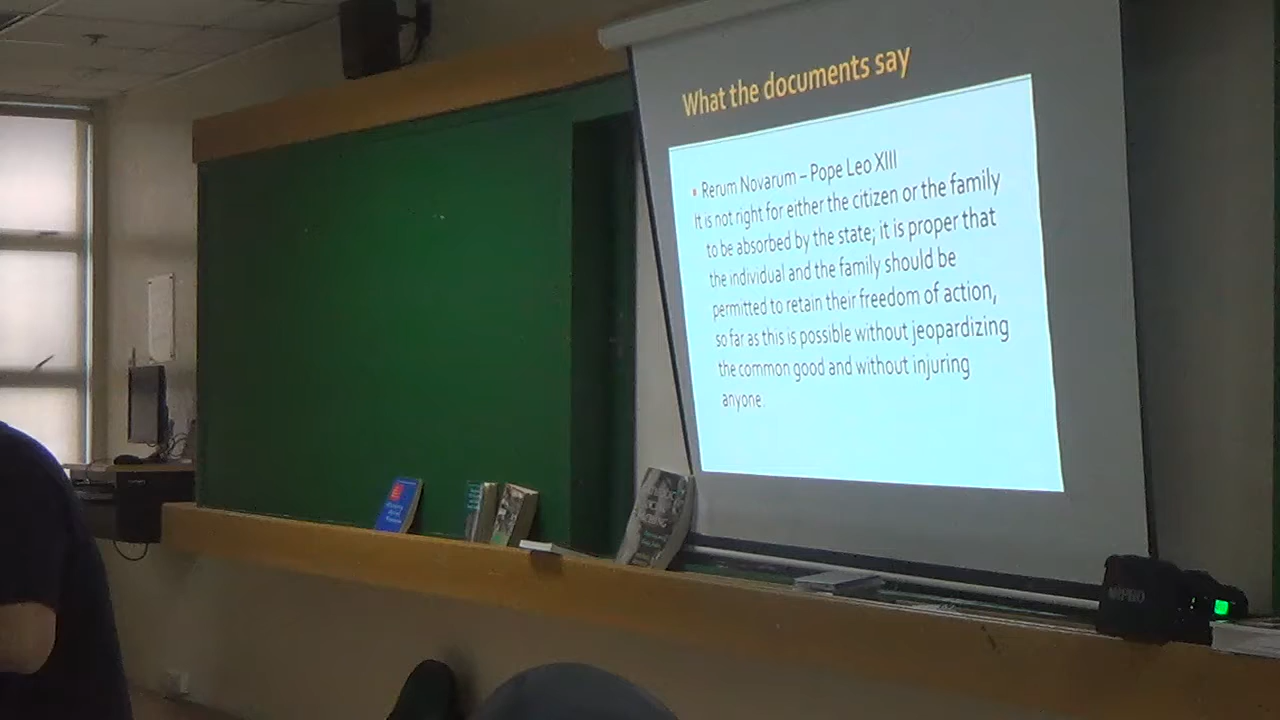 What the documents say
▪ Rerum Novarum – Pope Leo XIII
It is not right for either the citizen or the family
to be absorbed by the state; it is proper that
the individual and the family should be
permitted to retain their freedom of action,
so far as this is possible without jeopardizing
the common good and without injuring
anyone.